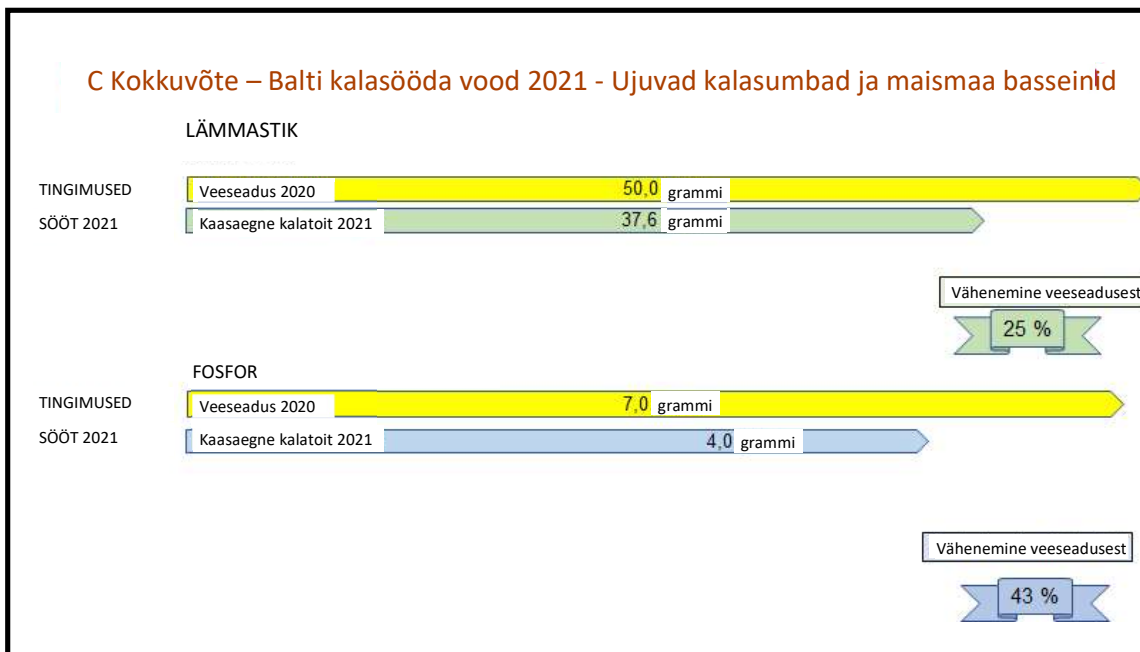 C Kokkuvõte – Balti kalasööda vood 2021 - Ujuvad kalasumbad ja maismaa basseinid
LÄMMASTIK
TINGIMUSED Veeseadus 2020 50,0 grammi
SÖÖT 2021 Kaasaegne kalatoit 2021 37,6 grammi
Vähenemine veeseadusest
25 %
FOSFOR
TINGIMUSED Veeseadus 2020 7,0 grammi
SÖÖT 2021 Kaasaegne kalatoit 2021 4,0 grammi
Vähenemine veeseadusest
43 %